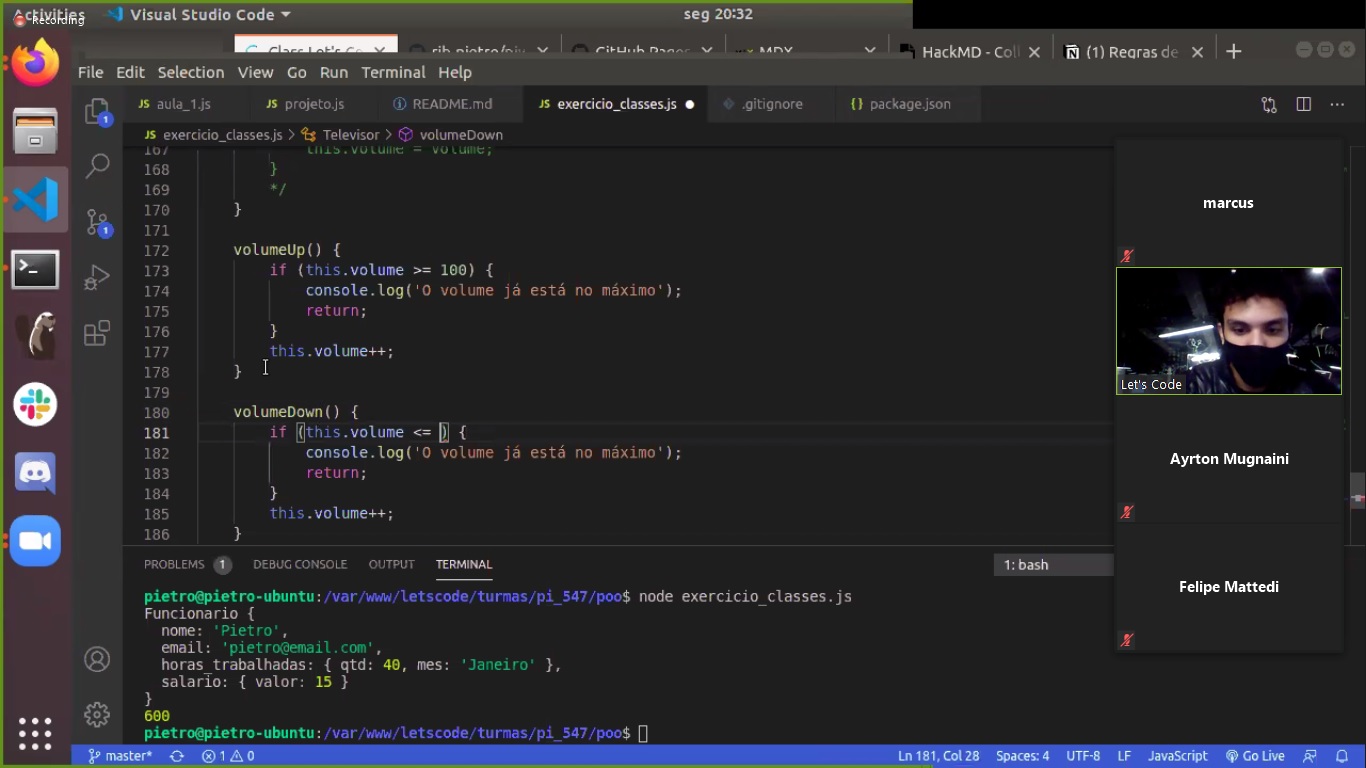 Activities
Recording
Visual Studio Code
seg 20:32
Class Let's C
rib.pietro/piu
GitHub Pages
MDX
HackMD - Coll
(1) Regras de
File Edit Selection View Go Run Terminal Help
JS aula_1.js
JS projeto.js
README.md
JS exercicio_classes.js
.gitignore
{} package.json
JS exercicio_classes.js > Televisor > volumeDown
167 this.volume = volume;
168 }
169 */
170 }
171
172 volumeUp() {
173 if (this.volume >= 100) {
174 console.log('O volume já está no máximo');
175 return;
176 }
177 this.volume++;
178 }
179
180 volumeDown() {
181 if (this.volume <= ) {
182 console.log('O volume já está no máximo');
183 return;
184 }
185 this.volume++;
186 }
marcus
Let's Code
Ayrton Mugnaini
Felipe Mattedi
PROBLEMS 1 DEBUG CONSOLE OUTPUT TERMINAL
1: bash
pietro@pietro-ubuntu:/var/www/letscode/turmas/pi_547/poo$ node exercicio_classes.js
Funcionario {
nome: 'Pietro',
email: 'pietro@email.com',
horas_trabalhadas: { qtd: 40, mes: 'Janeiro' },
salario: { valor: 15 }
}
600
pietro@pietro-ubuntu:/var/www/letscode/turmas/pi_547/poo$
master* 1 0
Ln 181, Col 28 Spaces: 4 UTF-8 LF JavaScript Go Live